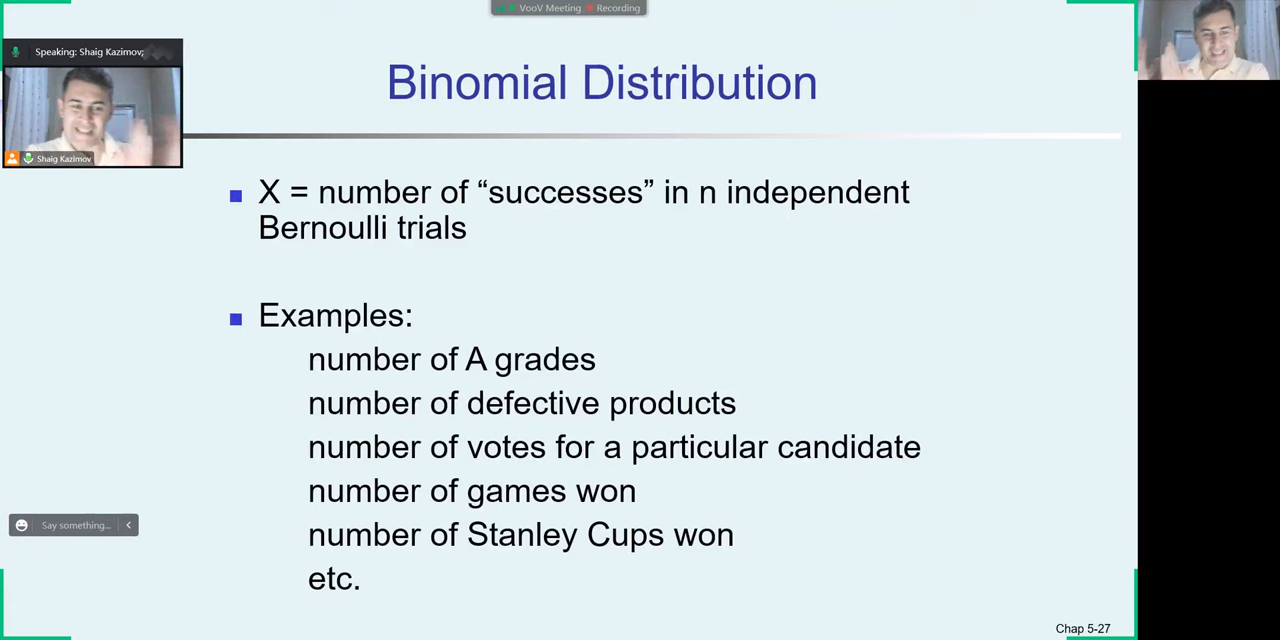 VooV Meeting Recording
Speaking: Shaig Kazimov;
Shaig Kazimov
Binomial Distribution
X = number of “successes” in n independent
Bernoulli trials
Examples:
number of A grades
number of defective products
number of votes for a particular candidate
number of games won
number of Stanley Cups won
etc.
Say something...
Chap 5-27